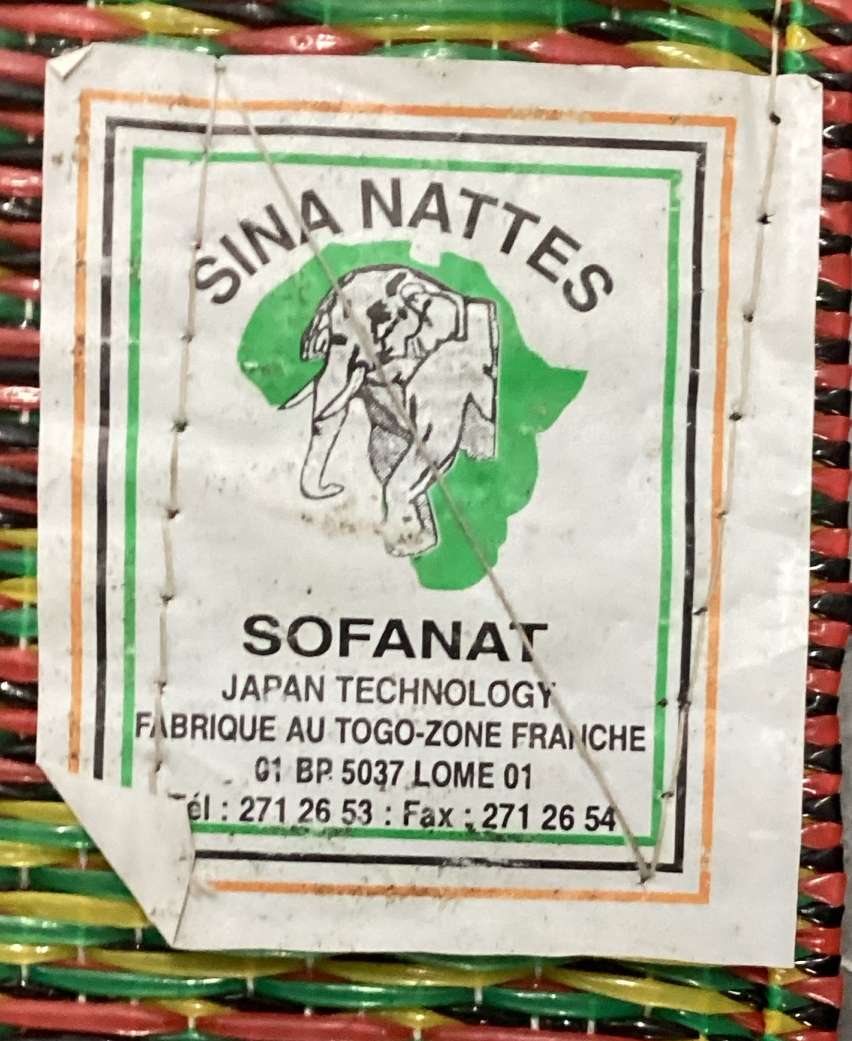 SINA NATTES
SOFANAT
JAPAN TECHNOLOGY
FABRIQUE AU TOGO-ZONE FRANCHE
01 BP. 5037 LOME 01
Tél : 271 26 53 : Fax : 271 26 54